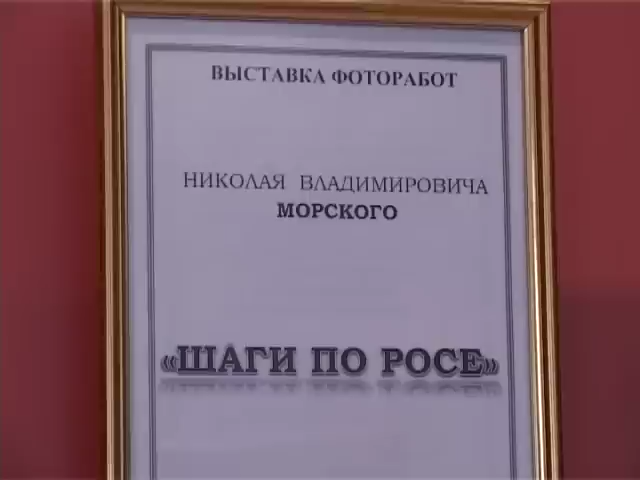 ВЫСТАВКА ФОТОРАБОТ
НИКОЛАЯ ВЛАДИМИРОВИЧА
МОРСКОГО
«ШАГИ ПО РОСЕ»